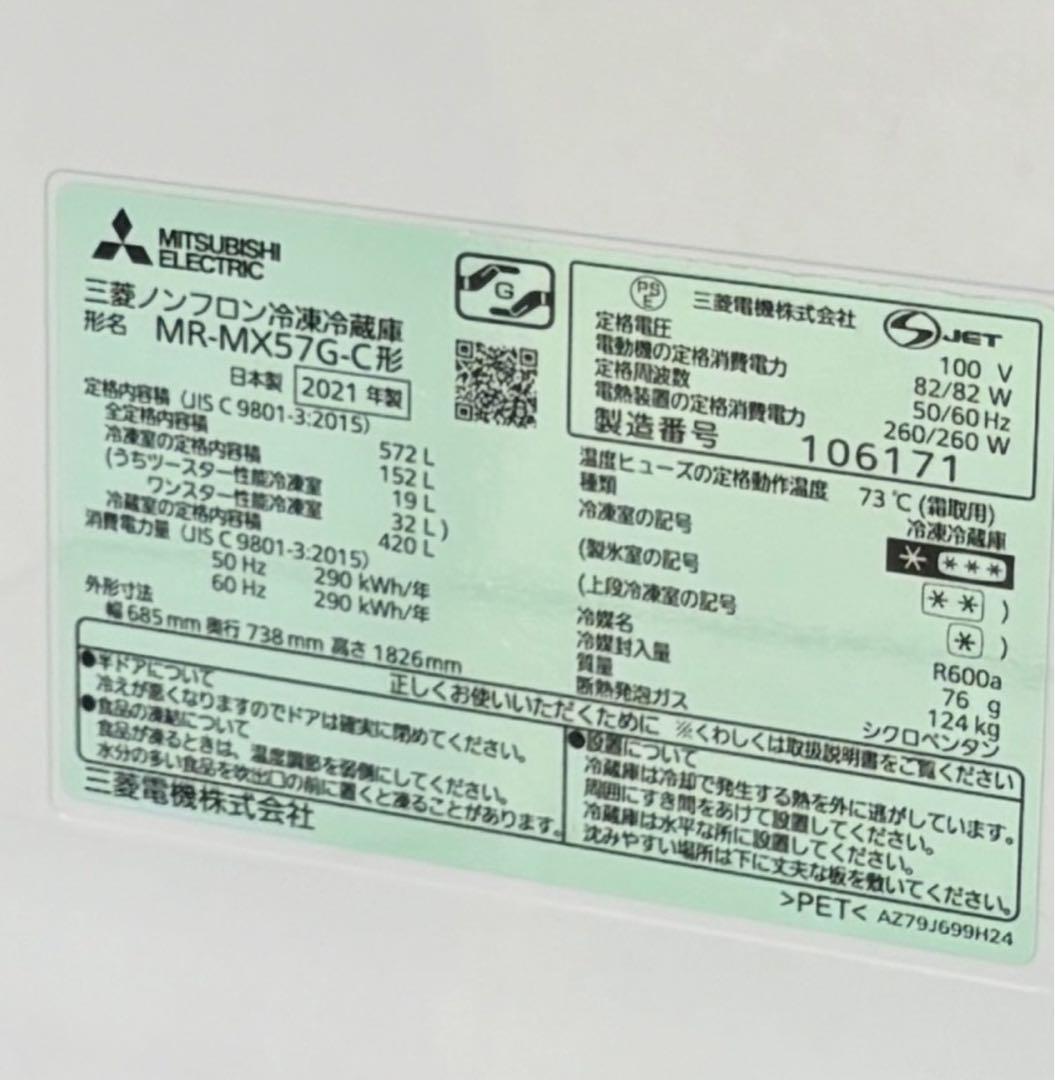 MITSUBISHI
ELECTRIC
三菱ノンフロン冷凍冷蔵庫
形名 MR-MX57G-C形
日本製 2021 年製
定格内容積 (JIS C 9801-3:2015)
全定格内容積 572 L
冷凍室の定格内容積 152 L
(うちツースター性能冷凍室 19 L
ワンスター性能冷凍室 32 L)
冷蔵室の定格内容積 420 L
消費電力量 (JIS C 9801-3:2015)
50 Hz 290 kWh/年
60 Hz 290 kWh/年
外形寸法
幅 685 mm 奥行 738 mm 高さ 1826 mm
G
PS
E
三菱電機株式会社
JET
定格電圧 100 V
電動機の定格消費電力 82/82 W
定格周波数 50/60 Hz
電熱装置の定格消費電力 260/260 W
製造番号 106171
温度ヒューズの定格動作温度 73 ℃ (霜取用)
種類 冷凍冷蔵庫
冷凍室の記号 * ***
(製氷室の記号 ** )
(上段冷凍室の記号 * )
冷媒名 R600a
冷媒封入量 76 g
質量 124 kg
断熱発泡ガス シクロペンタン
正しくお使いいただくために ※くわしくは取扱説明書をご覧ください
●半ドアについて
冷えが悪くなりますのでドアは確実に閉めてください。
●食品の凍結について
食品が凍るときは、温度調節を弱側にしてください。
水分の多い食品を吹出口の前に置くと凍ることがあります。
●設置について
冷蔵庫は冷却で発生する熱を外に逃がしています。
周囲にすき間をあけて設置してください。
冷蔵庫は水平な所に設置してください。
沈みやすい場所は下に丈夫な板を敷いてください。
三菱電機株式会社
>PET< AZ79J699H24